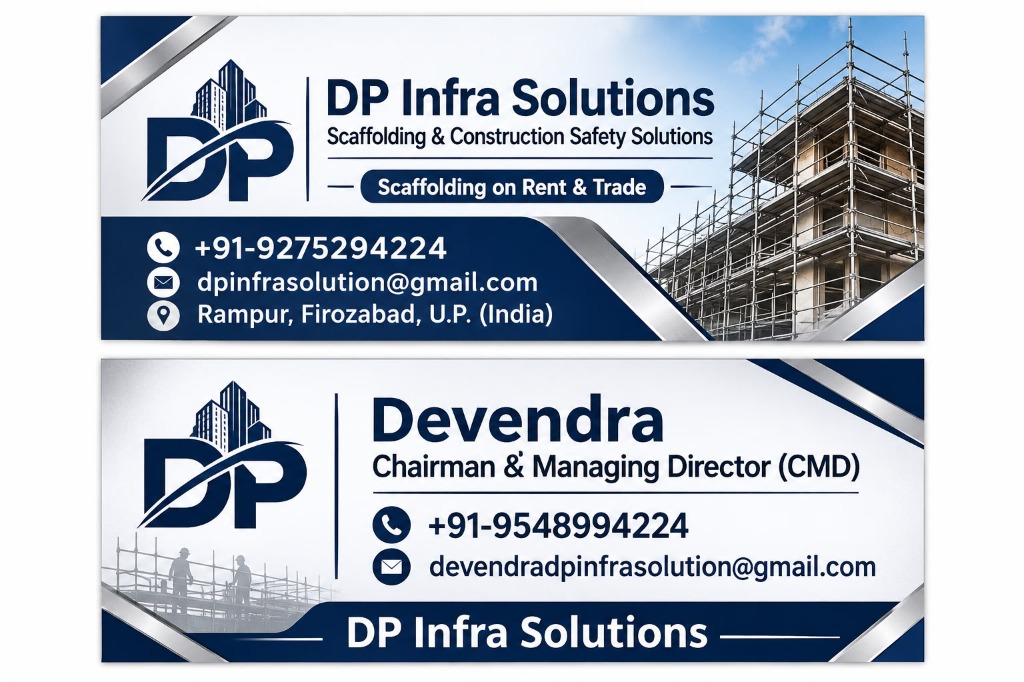 DP
DP Infra Solutions
Scaffolding & Construction Safety Solutions
Scaffolding on Rent & Trade
+91-9275294224
dpinfrasolution@gmail.com
Rampur, Firozabad, U.P. (India)
DP
Devendra
Chairman & Managing Director (CMD)
+91-9548994224
devendradpinfrasolution@gmail.com
DP Infra Solutions